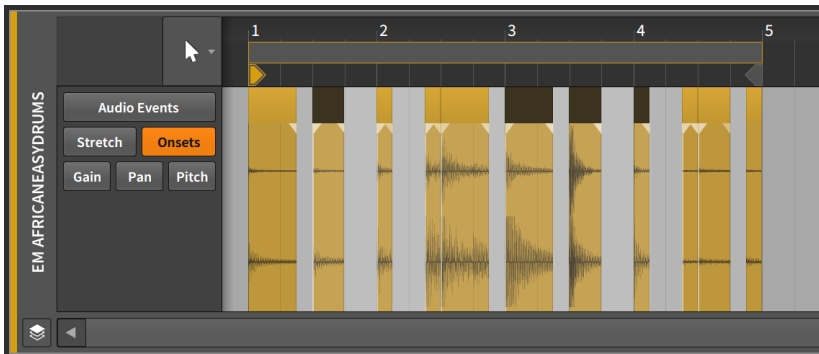 1 2 3 4 5
EM AFRICANEASYDRUMS
Audio Events
Stretch Onsets
Gain Pan Pitch